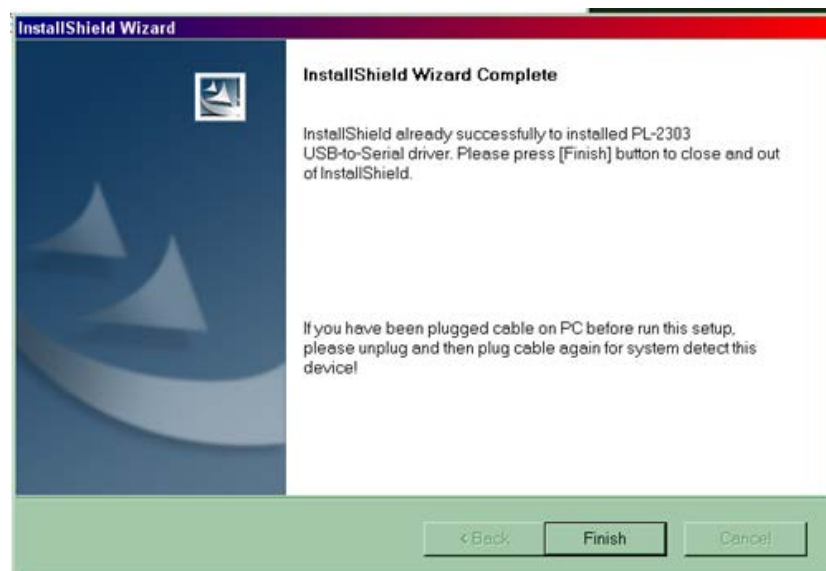 InstallShield Wizard
InstallShield Wizard Complete
InstallShield already successfully to installed PL-2303
USB-to-Serial driver. Please press [Finish] button to close and out
of InstallShield.
If you have been plugged cable on PC before run this setup,
please unplug and then plug cable again for system detect this
device!
< Back Finish Cancel